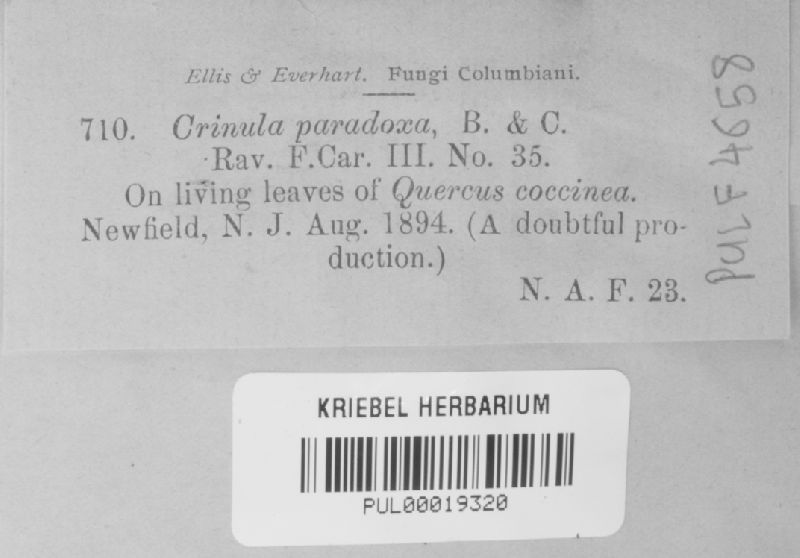 Ellis & Everhart. Fungi Columbiani.
710. Crinula paradoxa, B. & C.
Rav. F.Car. III. No. 35.
On living leaves of Quercus coccinea.
Newfield, N. J. Aug. 1894. (A doubtful pro-
duction.)
N. A. F. 23.
PUL F4658
KRIEBEL HERBARIUM
PUL00019320